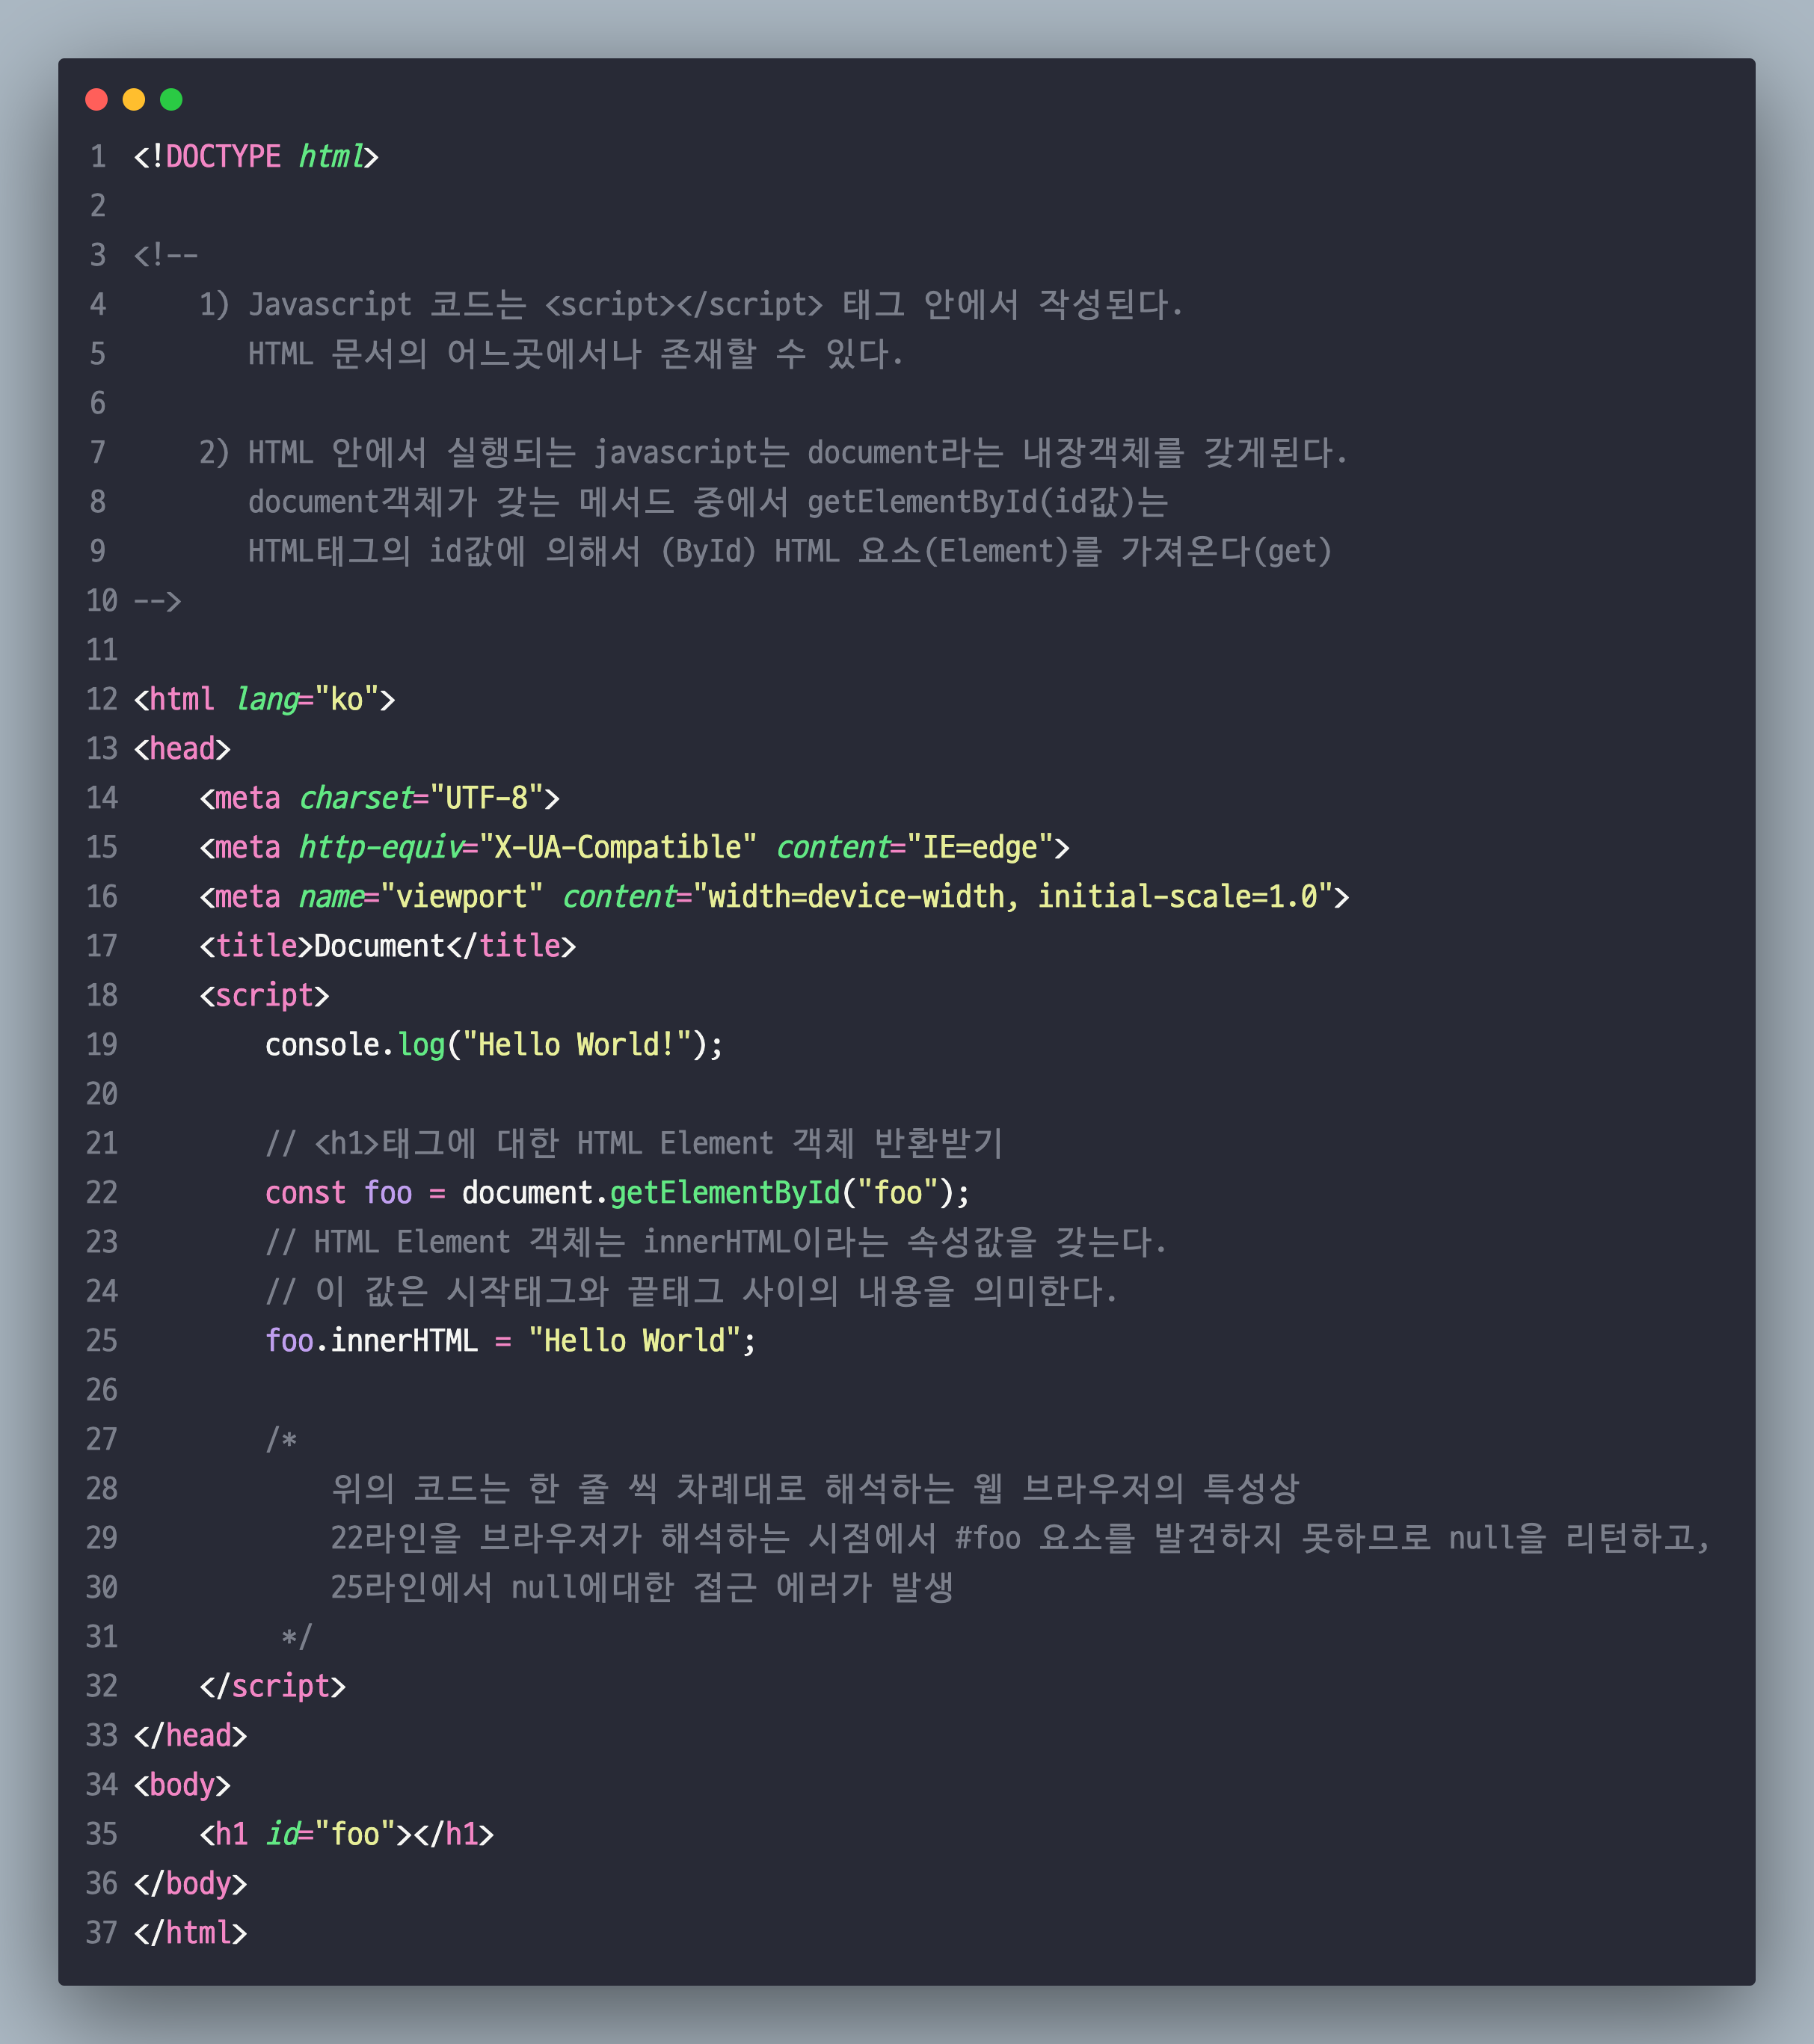 1 <!DOCTYPE html>
2
3 <!--
4     1) Javascript 코드는 <script></script> 태그 안에서 작성된다.
5        HTML 문서의 어느곳에서나 존재할 수 있다.
6
7     2) HTML 안에서 실행되는 javascript는 document라는 내장객체를 갖게된다.
8        document객체가 갖는 메서드 중에서 getElementById(id값)는
9        HTML태그의 id값에 의해서 (ById) HTML 요소(Element)를 가져온다(get)
10 -->
11
12 <html lang="ko">
13 <head>
14     <meta charset="UTF-8">
15     <meta http-equiv="X-UA-Compatible" content="IE=edge">
16     <meta name="viewport" content="width=device-width, initial-scale=1.0">
17     <title>Document</title>
18     <script>
19         console.log("Hello World!");
20
21         // <h1>태그에 대한 HTML Element 객체 반환받기
22         const foo = document.getElementById("foo");
23         // HTML Element 객체는 innerHTML이라는 속성값을 갖는다.
24         // 이 값은 시작태그와 끝태그 사이의 내용을 의미한다.
25         foo.innerHTML = "Hello World";
26
27         /*
28             위의 코드는 한 줄 씩 차례대로 해석하는 웹 브라우저의 특성상
29             22라인을 브라우저가 해석하는 시점에서 #foo 요소를 발견하지 못하므로 null을 리턴하고,
30             25라인에서 null에대한 접근 에러가 발생
31          */
32     </script>
33 </head>
34 <body>
35     <h1 id="foo"></h1>
36 </body>
37 </html>